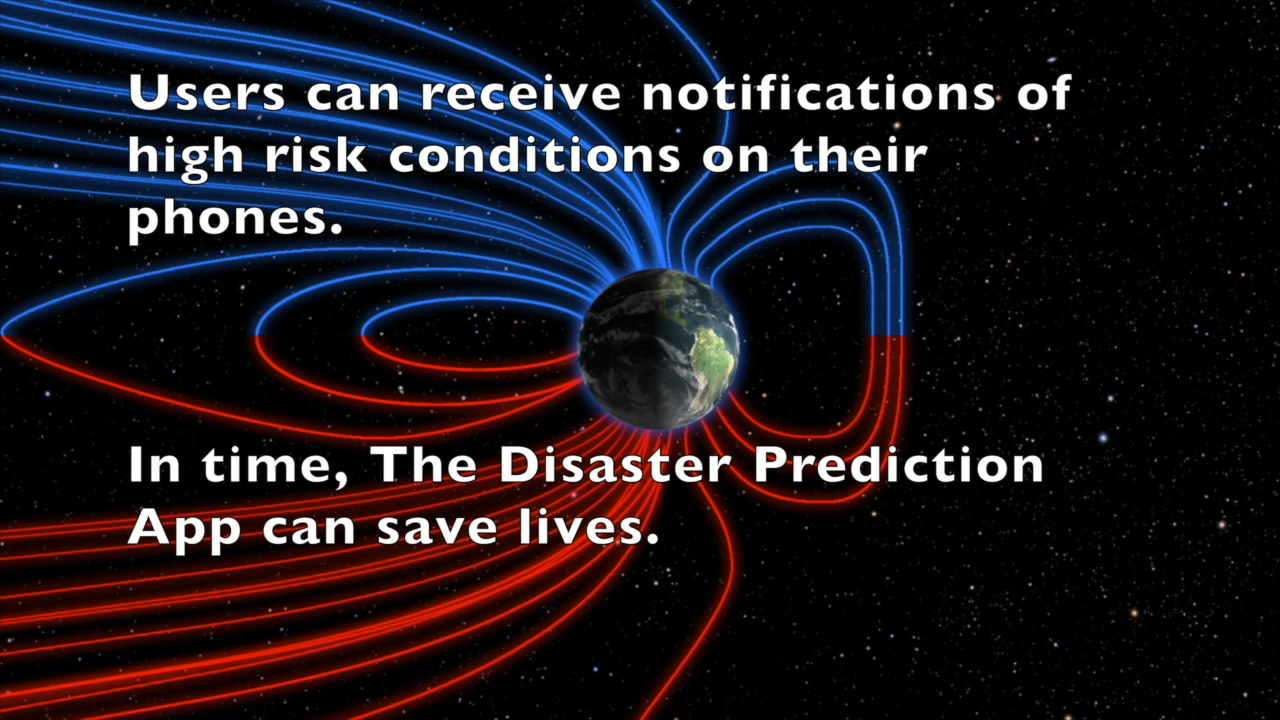 Users can receive notifications of
high risk conditions on their
phones.
In time, The Disaster Prediction
App can save lives.